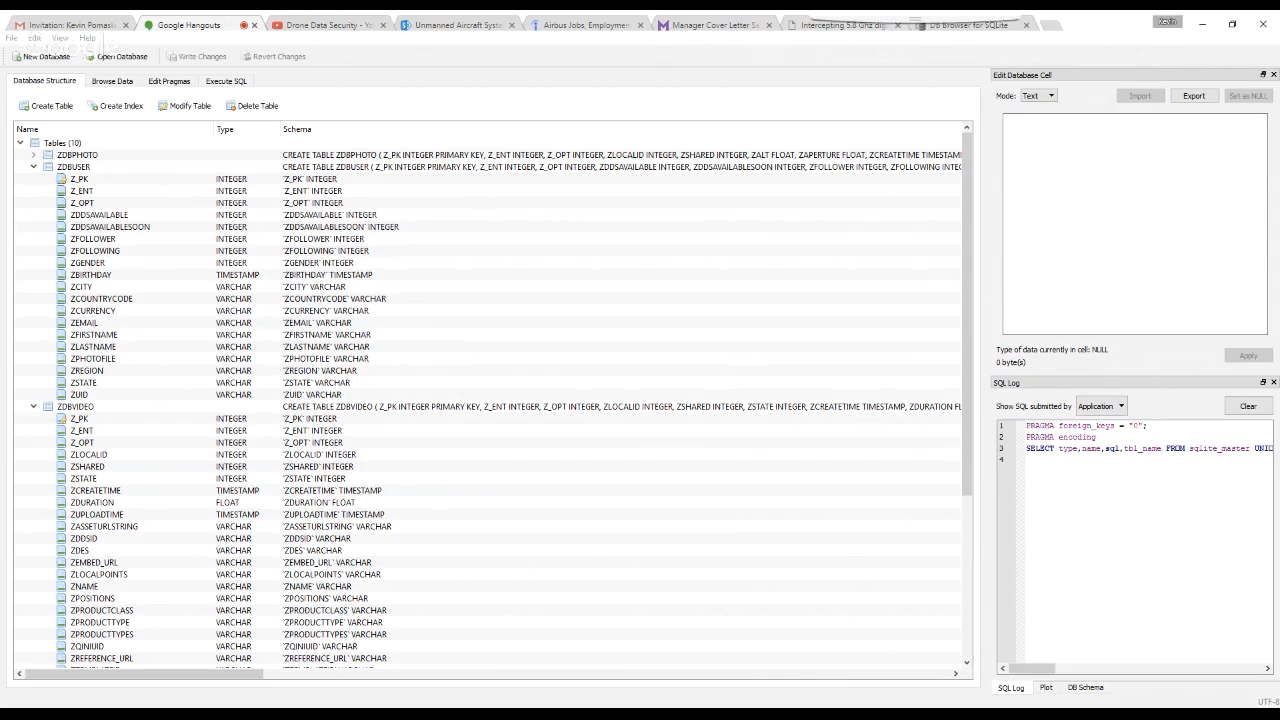 Invitation: Kevin Pomask × Google Hangouts × Drone Data Security - Yo × Unmanned Aircraft Syste × Airbus Jobs, Employmen × Manager Cover Letter Sa × Intercepting 5.8 Ghz dig × DB Browser for SQLite × Kevin
File Edit View Help
New Database Open Database Write Changes Revert Changes
Database Structure Browse Data Edit Pragmas Execute SQL
Create Table Create Index Modify Table Delete Table
Name Type Schema
Tables (10)
ZDBPHOTO CREATE TABLE ZDBPHOTO ( Z_PK INTEGER PRIMARY KEY, Z_ENT INTEGER, Z_OPT INTEGER, ZLOCALID INTEGER, ZSHARED INTEGER, ZALT FLOAT, ZAPERTURE FLOAT, ZCREATETIME TIMESTAM
ZDBUSER CREATE TABLE ZDBUSER ( Z_PK INTEGER PRIMARY KEY, Z_ENT INTEGER, Z_OPT INTEGER, ZDDSAVAILABLE INTEGER, ZDDSAVAILABLESOON INTEGER, ZFOLLOWER INTEGER, ZFOLLOWING INTEG
Z_PK INTEGER `Z_PK` INTEGER
Z_ENT INTEGER `Z_ENT` INTEGER
Z_OPT INTEGER `Z_OPT` INTEGER
ZDDSAVAILABLE INTEGER `ZDDSAVAILABLE` INTEGER
ZDDSAVAILABLESOON INTEGER `ZDDSAVAILABLESOON` INTEGER
ZFOLLOWER INTEGER `ZFOLLOWER` INTEGER
ZFOLLOWING INTEGER `ZFOLLOWING` INTEGER
ZGENDER INTEGER `ZGENDER` INTEGER
ZBIRTHDAY TIMESTAMP `ZBIRTHDAY` TIMESTAMP
ZCITY VARCHAR `ZCITY` VARCHAR
ZCOUNTRYCODE VARCHAR `ZCOUNTRYCODE` VARCHAR
ZCURRENCY VARCHAR `ZCURRENCY` VARCHAR
ZEMAIL VARCHAR `ZEMAIL` VARCHAR
ZFIRSTNAME VARCHAR `ZFIRSTNAME` VARCHAR
ZLASTNAME VARCHAR `ZLASTNAME` VARCHAR
ZPHOTOFILE VARCHAR `ZPHOTOFILE` VARCHAR
ZREGION VARCHAR `ZREGION` VARCHAR
ZSTATE VARCHAR `ZSTATE` VARCHAR
ZUID VARCHAR `ZUID` VARCHAR
ZDBVIDEO CREATE TABLE ZDBVIDEO ( Z_PK INTEGER PRIMARY KEY, Z_ENT INTEGER, Z_OPT INTEGER, ZLOCALID INTEGER, ZSHARED INTEGER, ZSTATE INTEGER, ZCREATETIME TIMESTAMP, ZDURATION FL
Z_PK INTEGER `Z_PK` INTEGER
Z_ENT INTEGER `Z_ENT` INTEGER
Z_OPT INTEGER `Z_OPT` INTEGER
ZLOCALID INTEGER `ZLOCALID` INTEGER
ZSHARED INTEGER `ZSHARED` INTEGER
ZSTATE INTEGER `ZSTATE` INTEGER
ZCREATETIME TIMESTAMP `ZCREATETIME` TIMESTAMP
ZDURATION FLOAT `ZDURATION` FLOAT
ZUPLOADTIME TIMESTAMP `ZUPLOADTIME` TIMESTAMP
ZASSETURLSTRING VARCHAR `ZASSETURLSTRING` VARCHAR
ZDDSID VARCHAR `ZDDSID` VARCHAR
ZDES VARCHAR `ZDES` VARCHAR
ZEMBED_URL VARCHAR `ZEMBED_URL` VARCHAR
ZLOCALPOINTS VARCHAR `ZLOCALPOINTS` VARCHAR
ZNAME VARCHAR `ZNAME` VARCHAR
ZPOSITIONS VARCHAR `ZPOSITIONS` VARCHAR
ZPRODUCTCLASS VARCHAR `ZPRODUCTCLASS` VARCHAR
ZPRODUCTTYPE VARCHAR `ZPRODUCTTYPE` VARCHAR
ZPRODUCTTYPES VARCHAR `ZPRODUCTTYPES` VARCHAR
ZQINIUID VARCHAR `ZQINIUID` VARCHAR
ZREFERENCE_URL VARCHAR `ZREFERENCE_URL` VARCHAR
Edit Database Cell
Mode: Text Import Export Set as NULL
Type of data currently in cell: NULL
0 byte(s)
Apply
SQL Log
Show SQL submitted by Application Clear
1 PRAGMA foreign_keys = "0";
2 PRAGMA encoding
3 SELECT type,name,sql,tbl_name FROM sqlite_master UNIO
4
SQL Log Plot DB Schema
UTF-8